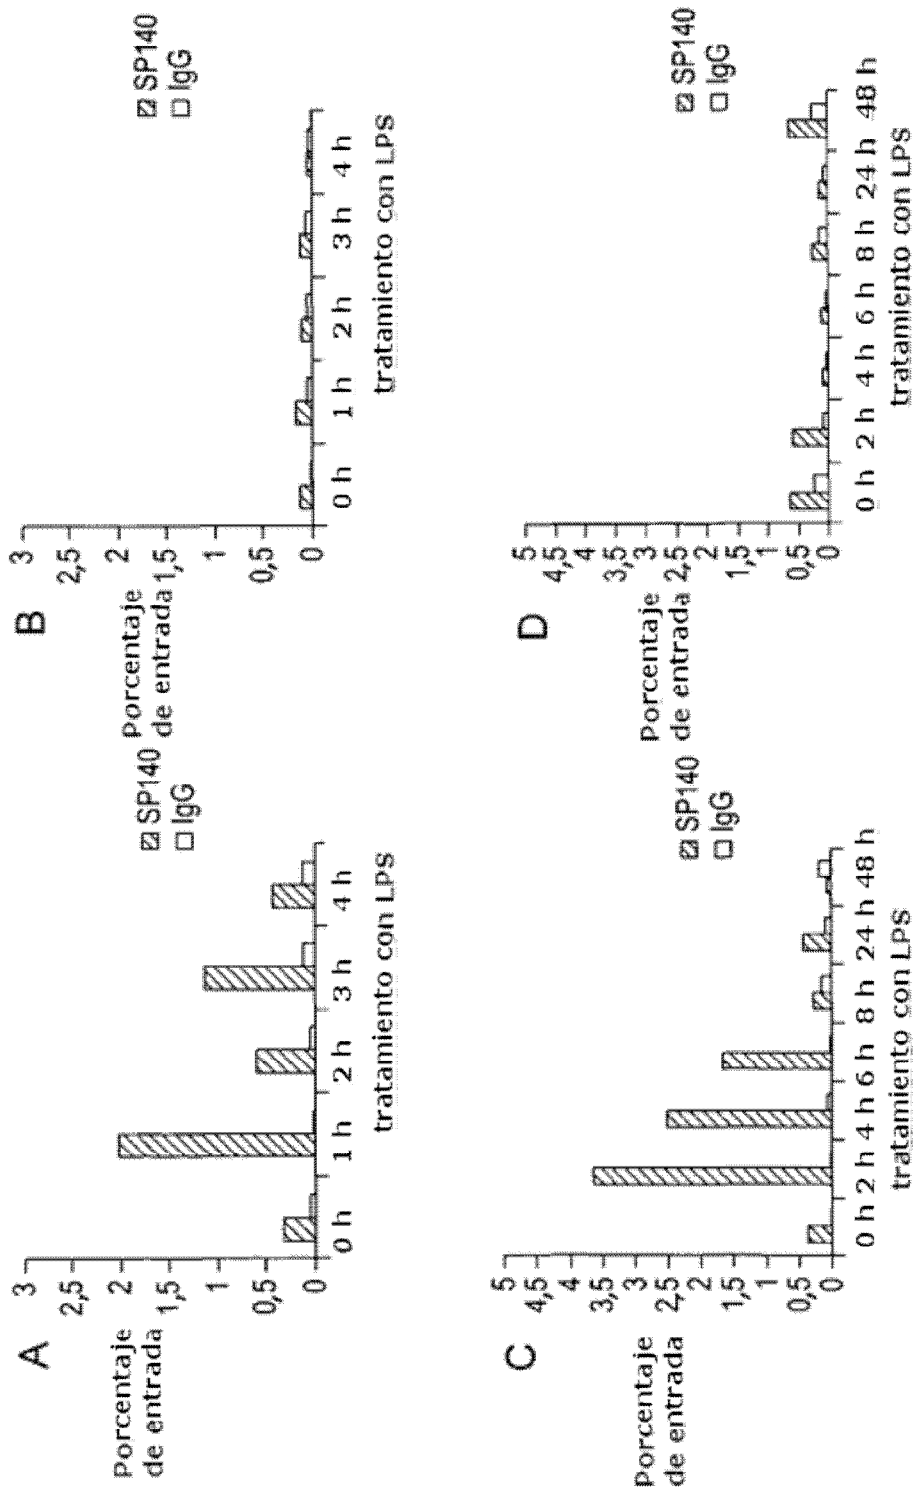 A
Porcentaje
de entrada
3
2,5
2
1,5
1
0,5
0
0 h 1 h 2 h 3 h 4 h
tratamiento con LPS
SP140
IgG
B
Porcentaje
de entrada
3
2,5
2
1,5
1
0,5
0
0 h 1 h 2 h 3 h 4 h
tratamiento con LPS
SP140
IgG
C
Porcentaje
de entrada
5
4,5
4
3,5
3
2,5
2
1,5
1
0,5
0
0 h 2 h 4 h 6 h 8 h 24 h 48 h
tratamiento con LPS
SP140
IgG
D
Porcentaje
de entrada
5
4,5
4
3,5
3
2,5
2
1,5
1
0,5
0
0 h 2 h 4 h 6 h 8 h 24 h 48 h
tratamiento con LPS
SP140
IgG